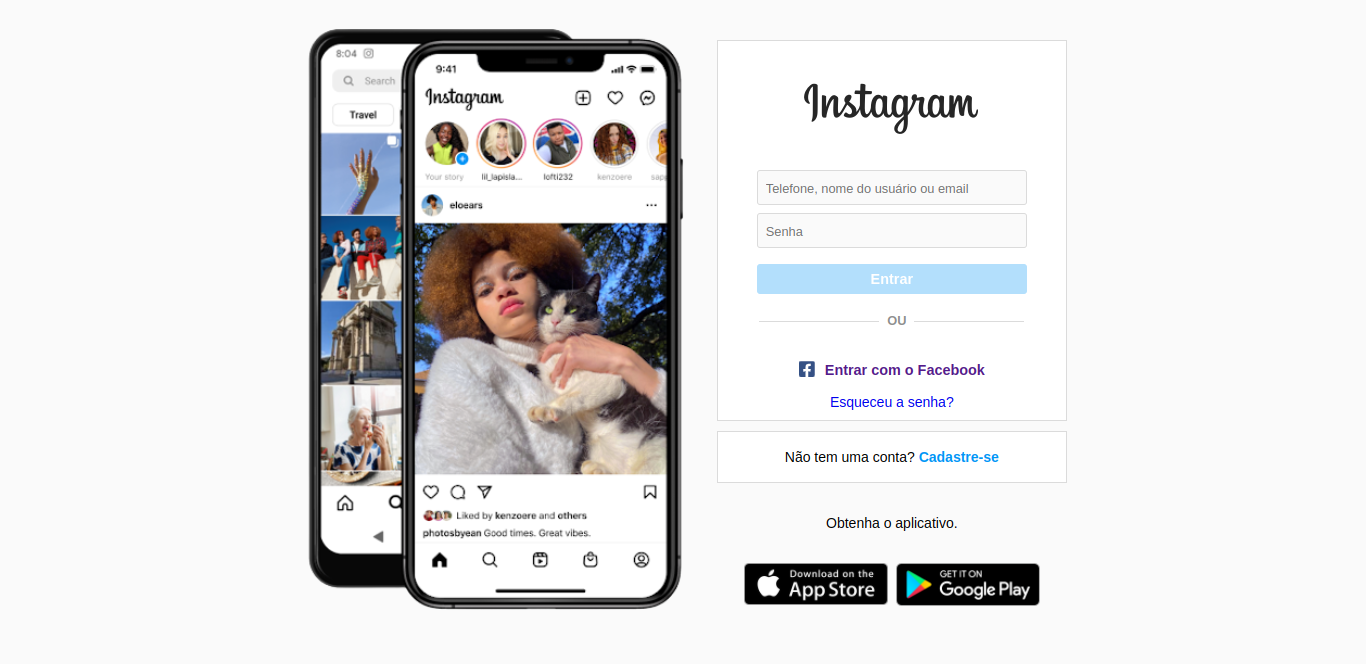 8:04
Search
Travel
9:41
Instagram
Your story
lil_lapisla...
lofti232
kenzoere
sap
eloears
Liked by kenzoere and others
photosbyean Good times. Great vibes.
Instagram
Telefone, nome do usuário ou email
Senha
Entrar
OU
Entrar com o Facebook
Esqueceu a senha?
Não tem uma conta? Cadastre-se
Obtenha o aplicativo.
Download on the
App Store
GET IT ON
Google Play